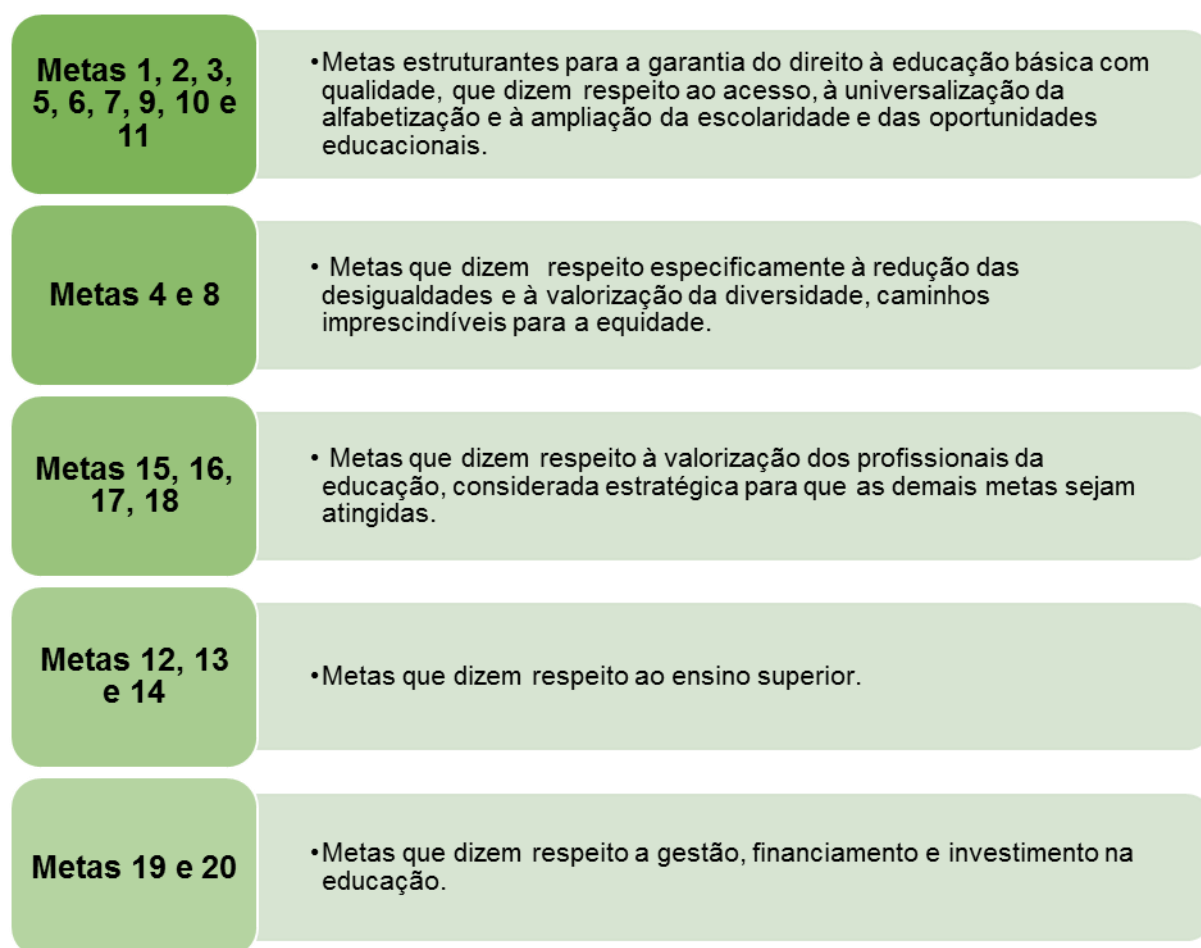 Metas 1, 2, 3,
5, 6, 7, 9, 10 e
11
•Metas estruturantes para a garantia do direito à educação básica com
qualidade, que dizem respeito ao acesso, à universalização da
alfabetização e à ampliação da escolaridade e das oportunidades
educacionais.
Metas 4 e 8
• Metas que dizem respeito especificamente à redução das
desigualdades e à valorização da diversidade, caminhos
imprescindíveis para a equidade.
Metas 15, 16,
17, 18
• Metas que dizem respeito à valorização dos profissionais da
educação, considerada estratégica para que as demais metas sejam
atingidas.
Metas 12, 13
e 14
•Metas que dizem respeito ao ensino superior.
Metas 19 e 20
•Metas que dizem respeito a gestão, financiamento e investimento na
educação.